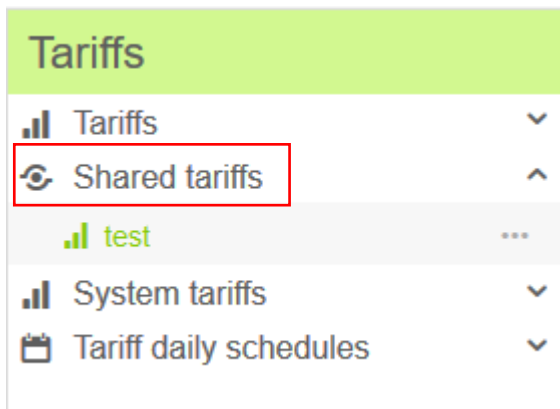 Tariffs
Tariffs
Shared tariffs
test
System tariffs
Tariff daily schedules